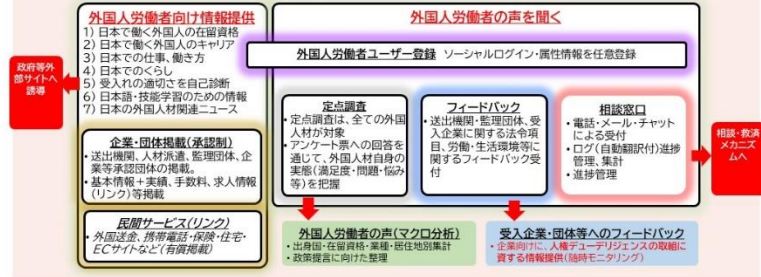 外国人労働者向け情報提供
1) 日本で働く外国人の在留資格
2) 日本で働く外国人のキャリア
3) 日本での仕事、働き方
4) 日本でのくらし
5) 受入れの適切さを自己診断
6) 日本語・技能学習のための情報
7) 日本の外国人材関連ニュース
政府等外
部サイトへ
誘導
企業・団体掲載(承認制)
・送出機関、人材派遣、監理団体、企
業等承認団体の掲載。
・基本情報+実績、手数料、求人情報
(リンク)等掲載
民間サービス(リンク)
・外国送金、携帯電話・保険・住宅・
ECサイトなど(有償掲載)
外国人労働者の声を聞く
外国人労働者ユーザー登録 ソーシャルログイン・属性情報を任意登録
定点調査
・定点調査は、全ての外国
人材が対象
・アンケート票への回答を
通じて、外国人材自身の
実態(満足度・問題・悩み
等)を把握
フィードバック
・送出機関・監理団体、受
入企業に関する法令項
目、労働・生活環境等に
関するフィードバック受
付
相談窓口
・電話・メール・チャット
による受付
・ログ(自動翻訳付)進捗
管理、集計
・進捗管理
相談・救済
メカニズ
ムへ
外国人労働者の声(マクロ分析)
・出身国・在留資格・業種・居住地別集計
・政策提言に向けた整理
受入企業・団体等へのフィードバック
・企業向けに、人権デューデリジェンスの取組に
資する情報提供(随時モニタリング)